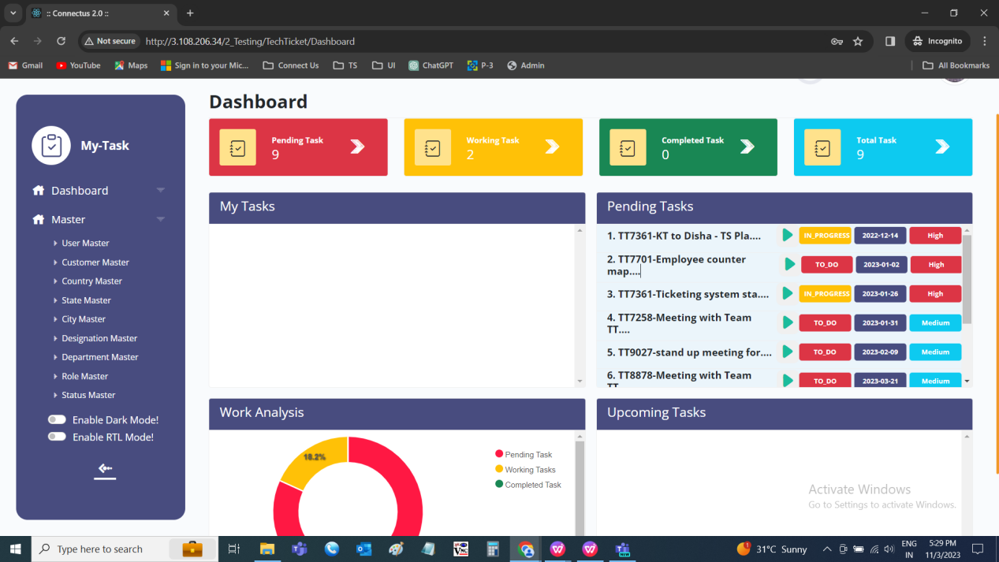 :: Connectus 2.0 ::
Not secure
http://3.108.206.34/2_Testing/TechTicket/Dashboard
Incognito
Gmail
YouTube
Maps
Sign in to your Mic...
Connect Us
TS
UI
ChatGPT
P-3
Admin
All Bookmarks
My-Task
Dashboard
Master
User Master
Customer Master
Country Master
State Master
City Master
Designation Master
Department Master
Role Master
Status Master
Enable Dark Mode!
Enable RTL Mode!
Dashboard
Pending Task
9
Working Task
2
Completed Task
0
Total Task
9
My Tasks
Pending Tasks
1. TT7361-KT to Disha - TS Pla....
IN_PROGRESS
2022-12-14
High
2. TT7701-Employee counter
map....
TO_DO
2023-01-02
High
3. TT7361-Ticketing system sta....
IN_PROGRESS
2023-01-26
High
4. TT7258-Meeting with Team
TT....
TO_DO
2023-01-31
Medium
5. TT9027-stand up meeting for....
TO_DO
2023-02-09
Medium
6. TT8878-Meeting with Team
TO_DO
2023-03-21
Medium
Work Analysis
18.2%
Pending Task
Working Tasks
Completed Task
Upcoming Tasks
Activate Windows
Go to Settings to activate Windows.
Type here to search
31°C Sunny
ENG
IN
5:29 PM
11/3/2023